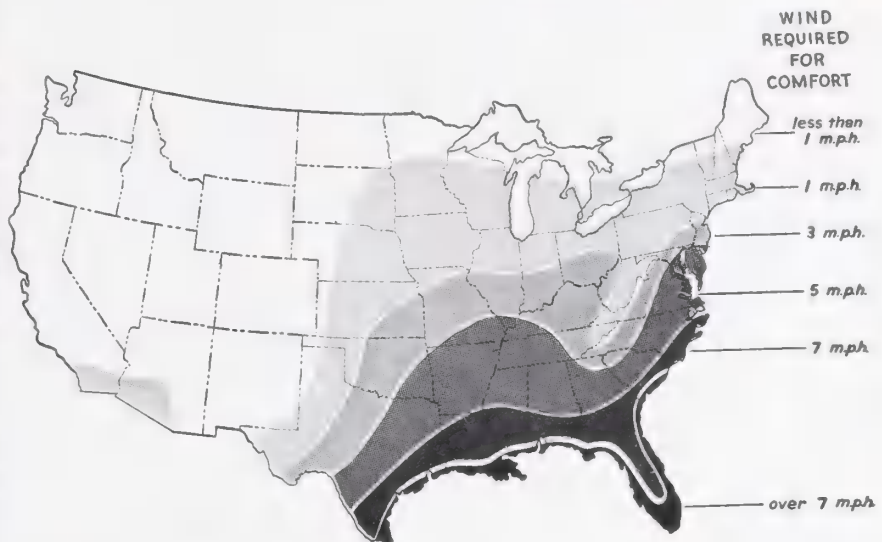 WIND
REQUIRED
FOR
COMFORT
less than
1 m.p.h.
1 m.p.h.
3 m.p.h.
5 m.p.h.
7 m.p.h.
over 7 m.p.h.